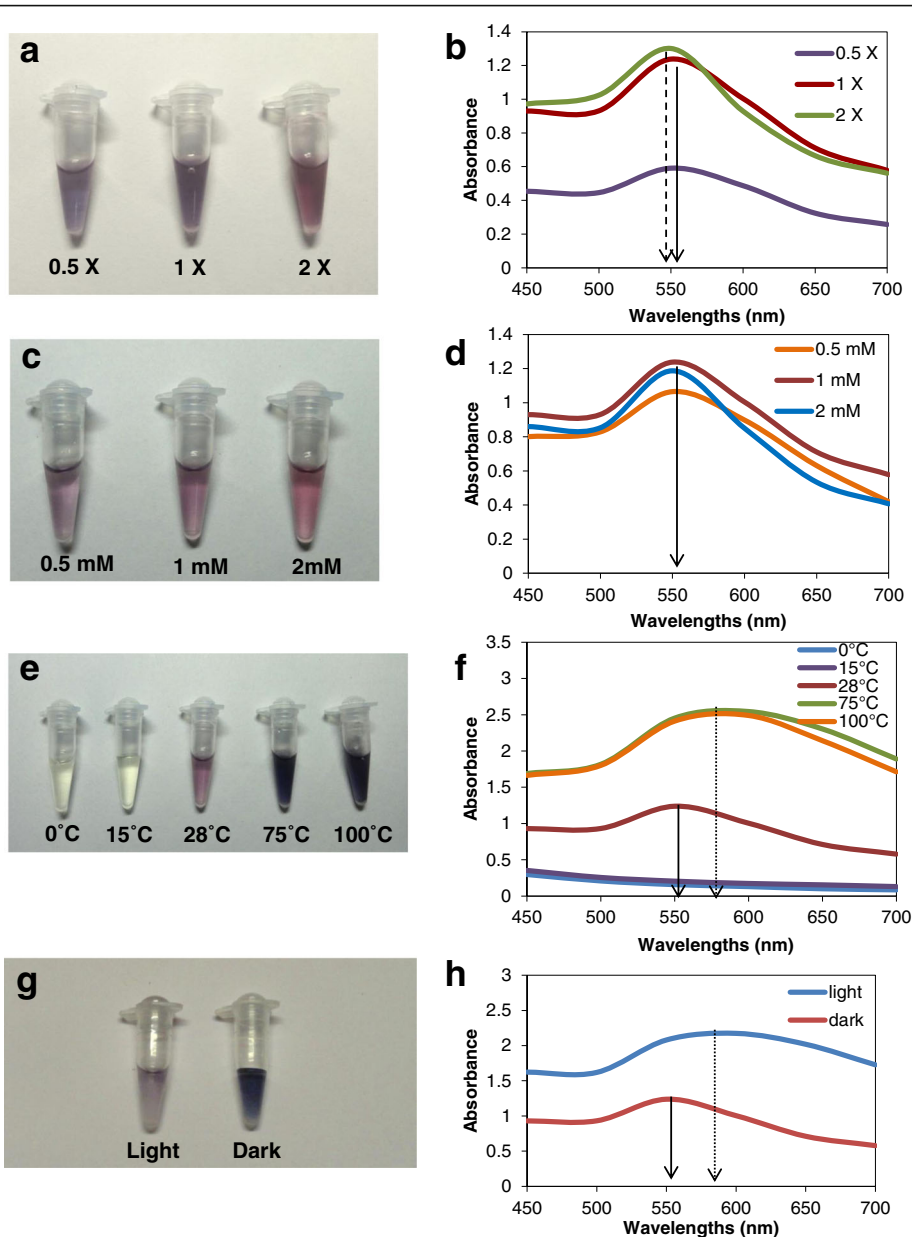 a
0.5 X 1 X 2 X
b
1.4
1.2
1
0.8
0.6
0.4
0.2
0
Absorbance
0.5 X
1 X
2 X
450 500 550 600 650 700
Wavelengths (nm)
c
0.5 mM 1 mM 2mM
d
1.4
1.2
1
0.8
0.6
0.4
0.2
0
Absorbance
0.5 mM
1 mM
2 mM
450 500 550 600 650 700
Wavelengths (nm)
e
0°C 15°C 28°C 75°C 100°C
f
3.5
3
2.5
2
1.5
1
0.5
0
Absorbance
0°C
15°C
28°C
75°C
100°C
450 500 550 600 650 700
Wavelengths (nm)
g
Light Dark
h
3
2.5
2
1.5
1
0.5
0
Absorbance
light
dark
450 500 550 600 650 700
Wavelengths (nm)